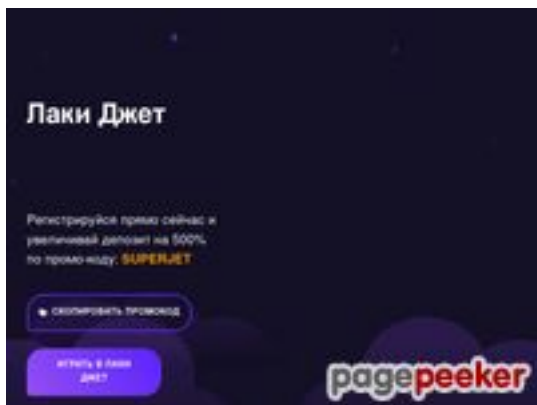 Лаки Джет
Регистрируйся прямо сейчас и
увеличивай депозит на 500%
по промо-коду: SUPERJET
СКОПИРОВАТЬ ПРОМОКОД
ИГРАТЬ В ЛАКИ
ДЖЕТ
pagepeeker